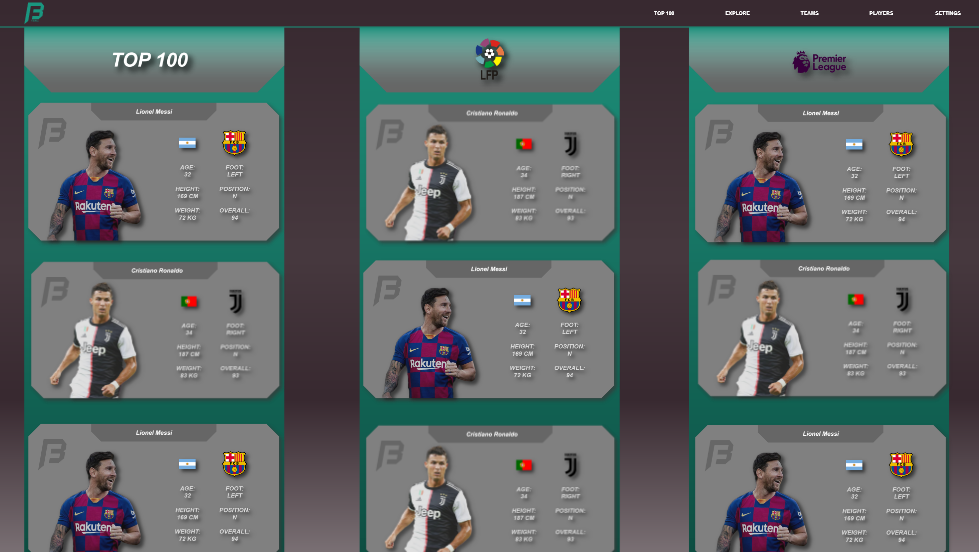 TOP 100
EXPLORE
TEAMS
PLAYERS
SETTINGS
TOP 100
Lionel Messi
AGE:
32
FOOT:
LEFT
HEIGHT:
169 CM
POSITION:
N
WEIGHT:
72 KG
OVERALL:
94
Rakuten
Cristiano Ronaldo
AGE:
34
FOOT:
RIGHT
HEIGHT:
187 CM
POSITION:
N
WEIGHT:
83 KG
OVERALL:
93
Jeep
Lionel Messi
AGE:
32
FOOT:
LEFT
HEIGHT:
169 CM
POSITION:
N
WEIGHT:
72 KG
OVERALL:
94
Rakuten
LFP
Cristiano Ronaldo
AGE:
34
FOOT:
RIGHT
HEIGHT:
187 CM
POSITION:
N
WEIGHT:
83 KG
OVERALL:
93
Jeep
Lionel Messi
AGE:
32
FOOT:
LEFT
HEIGHT:
169 CM
POSITION:
N
WEIGHT:
72 KG
OVERALL:
94
Rakuten
Cristiano Ronaldo
AGE:
34
FOOT:
RIGHT
HEIGHT:
187 CM
POSITION:
N
WEIGHT:
83 KG
OVERALL:
93
Jeep
Premier
League
Lionel Messi
AGE:
32
FOOT:
LEFT
HEIGHT:
169 CM
POSITION:
N
WEIGHT:
72 KG
OVERALL:
94
Rakuten
Cristiano Ronaldo
AGE:
34
FOOT:
RIGHT
HEIGHT:
187 CM
POSITION:
N
WEIGHT:
83 KG
OVERALL:
93
Jeep
Lionel Messi
AGE:
32
FOOT:
LEFT
HEIGHT:
169 CM
POSITION:
N
WEIGHT:
72 KG
OVERALL:
94
Rakuten